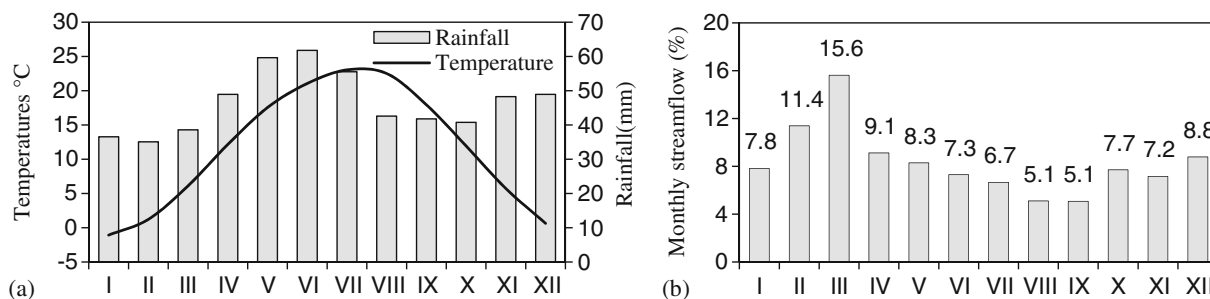 30
25
20
15
10
5
0
-5
Temperatures °C
Rainfall
Temperature
70
60
50
40
30
20
10
0
Rainfall(mm)
I II III IV V VI VII VIII IX X XI XII
(a)
20
16
12
8
4
0
Monthly streamflow (%)
7.8 11.4 15.6 9.1 8.3 7.3 6.7 5.1 5.1 7.7 7.2 8.8
I II III IV V VI VII VIII IX X XI XII
(b)